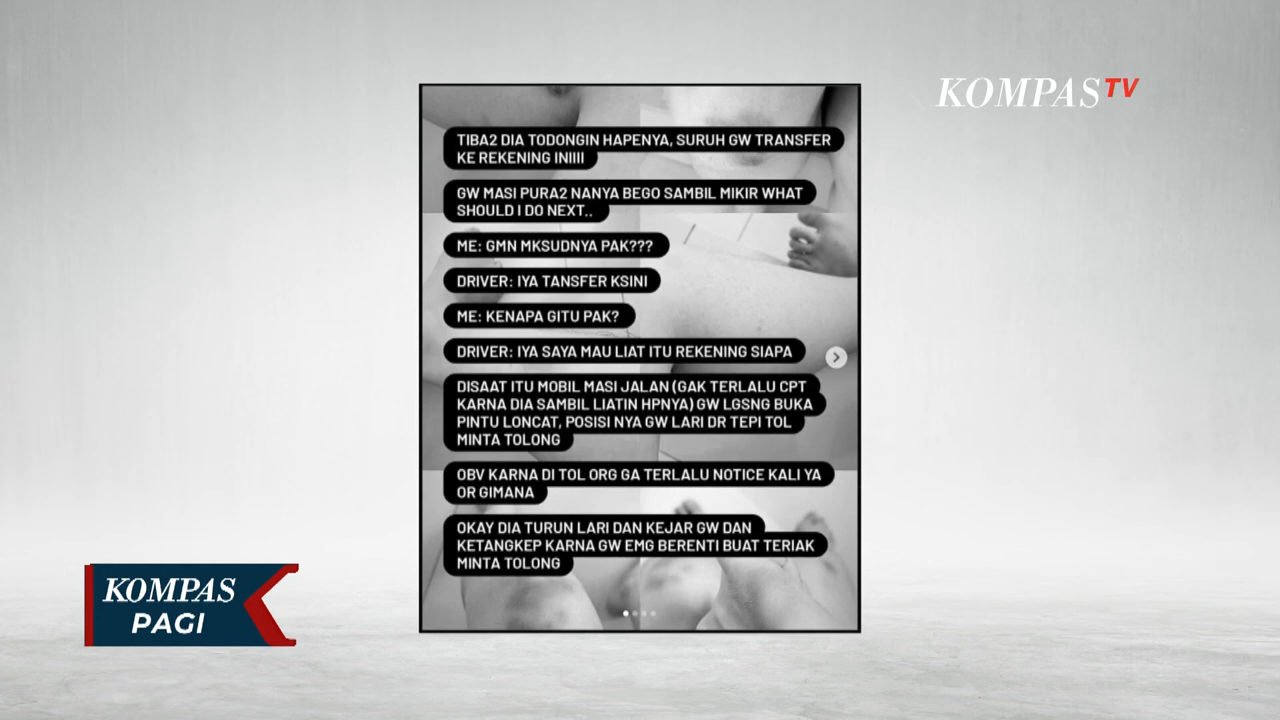 KOMPAS TV
TIBA2 DIA TODONGIN HAPENYA, SURUH GW TRANSFER
KE REKENING INIIII
GW MASI PURA2 NANYA BEGO SAMBIL MIKIR WHAT
SHOULD I DO NEXT..
ME: GMN MKSUDNYA PAK???
DRIVER: IYA TANSFER KSINI
ME: KENAPA GITU PAK?
DRIVER: IYA SAYA MAU LIAT ITU REKENING SIAPA
DISAAT ITU MOBIL MASI JALAN (GAK TERLALU CPT
KARNA DIA SAMBIL LIATIN HPNYA) GW LGSNG BUKA
PINTU LONCAT, POSISI NYA GW LARI DR TEPI TOL
MINTA TOLONG
OBV KARNA DI TOL ORG GA TERLALU NOTICE KALI YA
OR GIMANA
OKAY DIA TURUN LARI DAN KEJAR GW DAN
KETANGKEP KARNA GW EMG BERENTI BUAT TERIAK
MINTA TOLONG
KOMPAS
PAGI